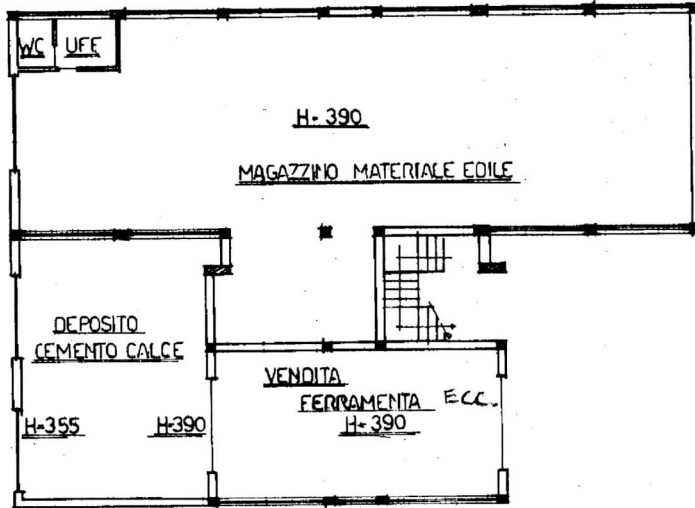 WC UFF
H= 390
MAGAZZINO MATERIALE EDILE
DEPOSITO
CEMENTO CALCE
VENDITA
FERRAMENTA ECC.
H=355 H=390 H=390